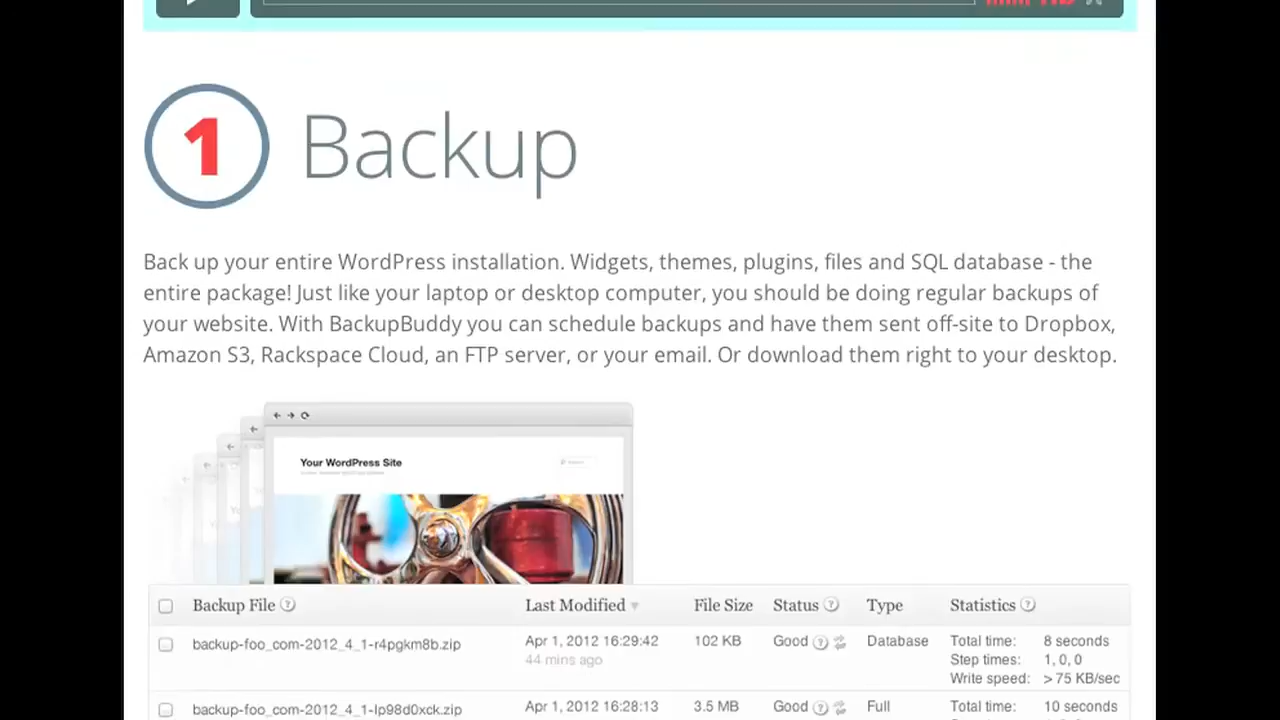 1 Backup
Back up your entire WordPress installation. Widgets, themes, plugins, files and SQL database - the
entire package! Just like your laptop or desktop computer, you should be doing regular backups of
your website. With BackupBuddy you can schedule backups and have them sent off-site to Dropbox,
Amazon S3, Rackspace Cloud, an FTP server, or your email. Or download them right to your desktop.
Your WordPress Site
Backup File ? Last Modified File Size Status ? Type Statistics ?
backup-foo_com-2012_4_1-r4pgkm8b.zip Apr 1, 2012 16:29:42 102 KB Good ? Database Total time: 8 seconds
44 mins ago Step times: 1, 0, 0
Write speed: > 75 KB/sec
backup-foo_com-2012_4_1-lp98d0xck.zip Apr 1, 2012 16:28:13 3.5 MB Good ? Full Total time: 10 seconds